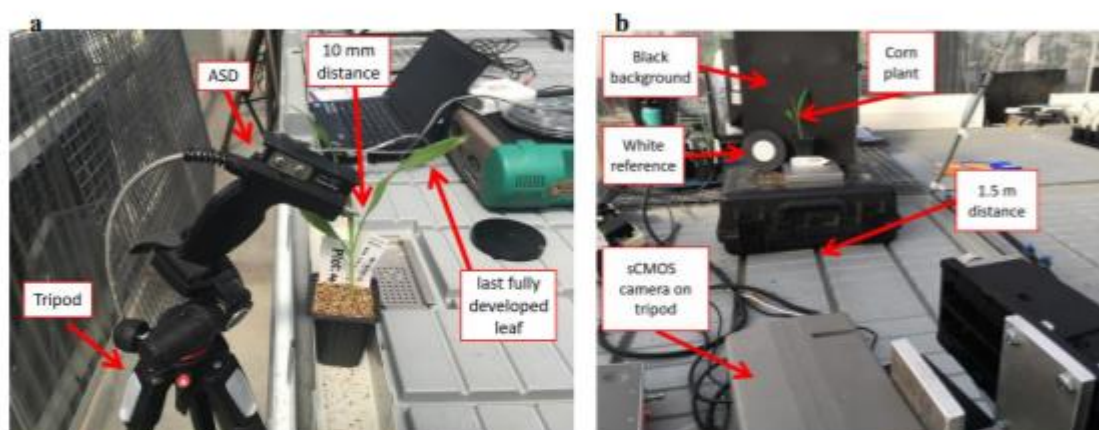 a
ASD
10 mm
distance
Tripod
last fully
developed
leaf
b
Black
background
Corn
plant
White
reference
1.5 m
distance
sCMOS
camera on
tripod